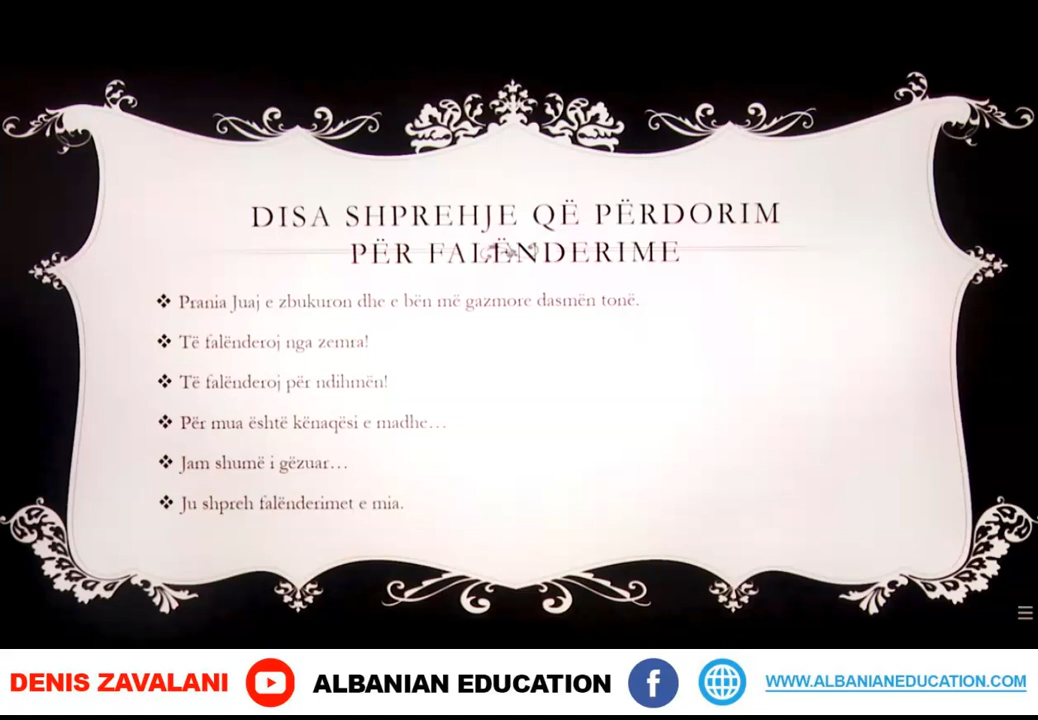 DISA SHPREHJE QË PËRDORIM
PËR FALËNDERIME
❖ Prania Juaj e zbukuron dhe e bën më gazmore dasmën tonë.
❖ Të falënderoj nga zemra!
❖ Të falënderoj për ndihmën!
❖ Për mua është kënaqësi e madhe…
❖ Jam shumë i gëzuar…
❖ Ju shpreh falënderimet e mia.
DENIS ZAVALANI ALBANIAN EDUCATION WWW.ALBANIANEDUCATION.COM